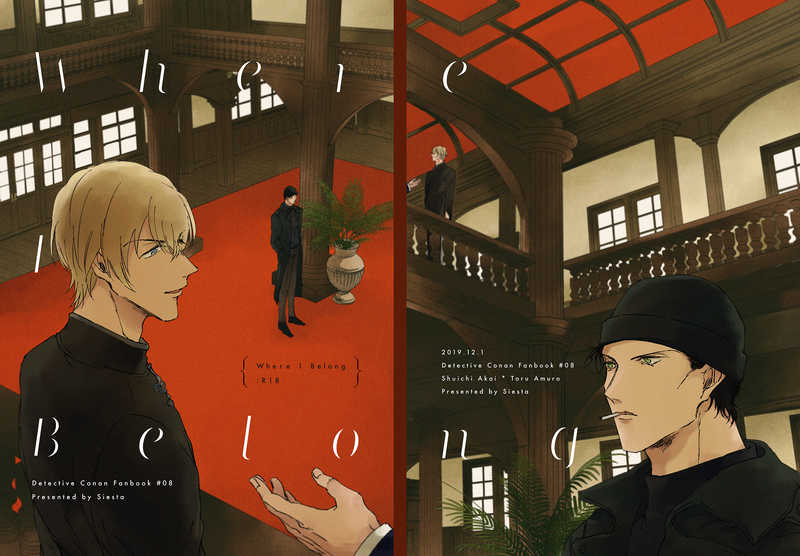 Where
I
Belong
{ Where I Belong
:R18 }
Detective Conan Fanbook #08
Presented by Siesta
2019.12.1
Detective Conan Fanbook #08
Shuichi Akai * Toru Amuro
Presented by Siesta